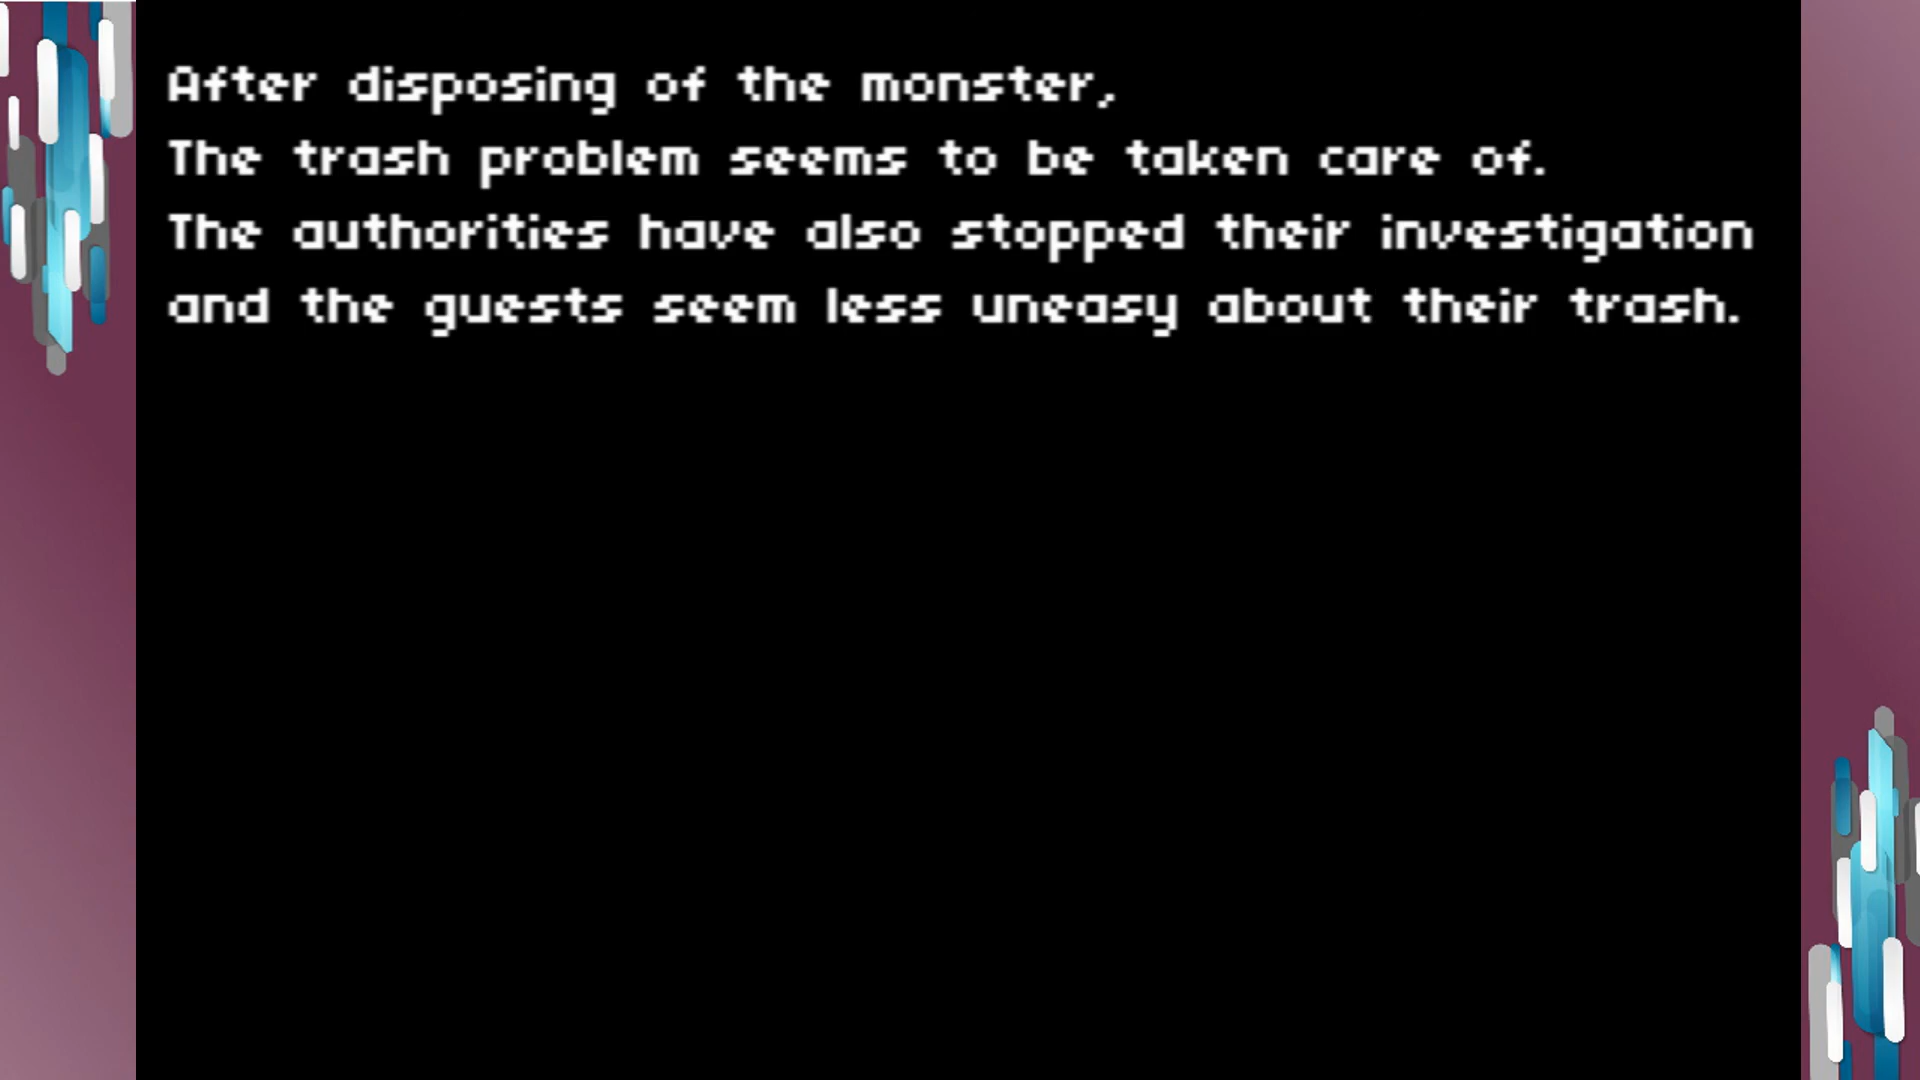 After disposing of the monster,
The trash problem seems to be taken care of.
The authorities have also stopped their investigation
and the guests seem less uneasy about their trash.